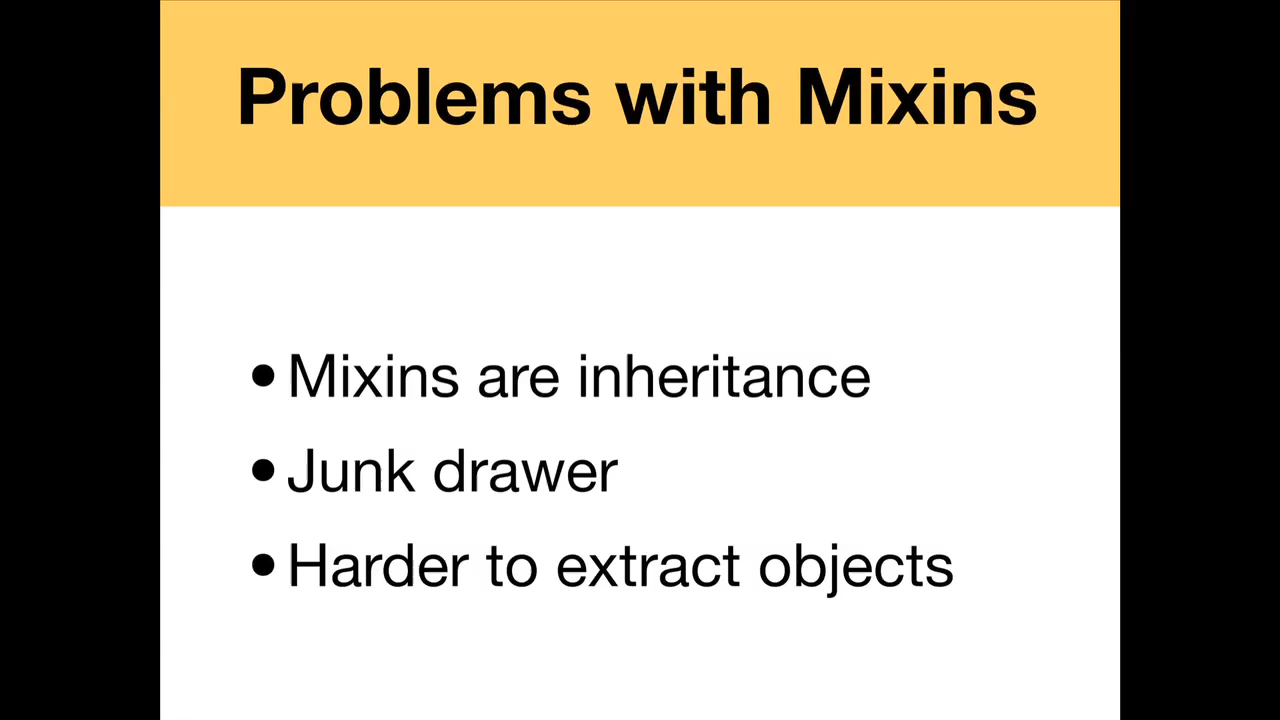 Problems with Mixins
• Mixins are inheritance
• Junk drawer
• Harder to extract objects